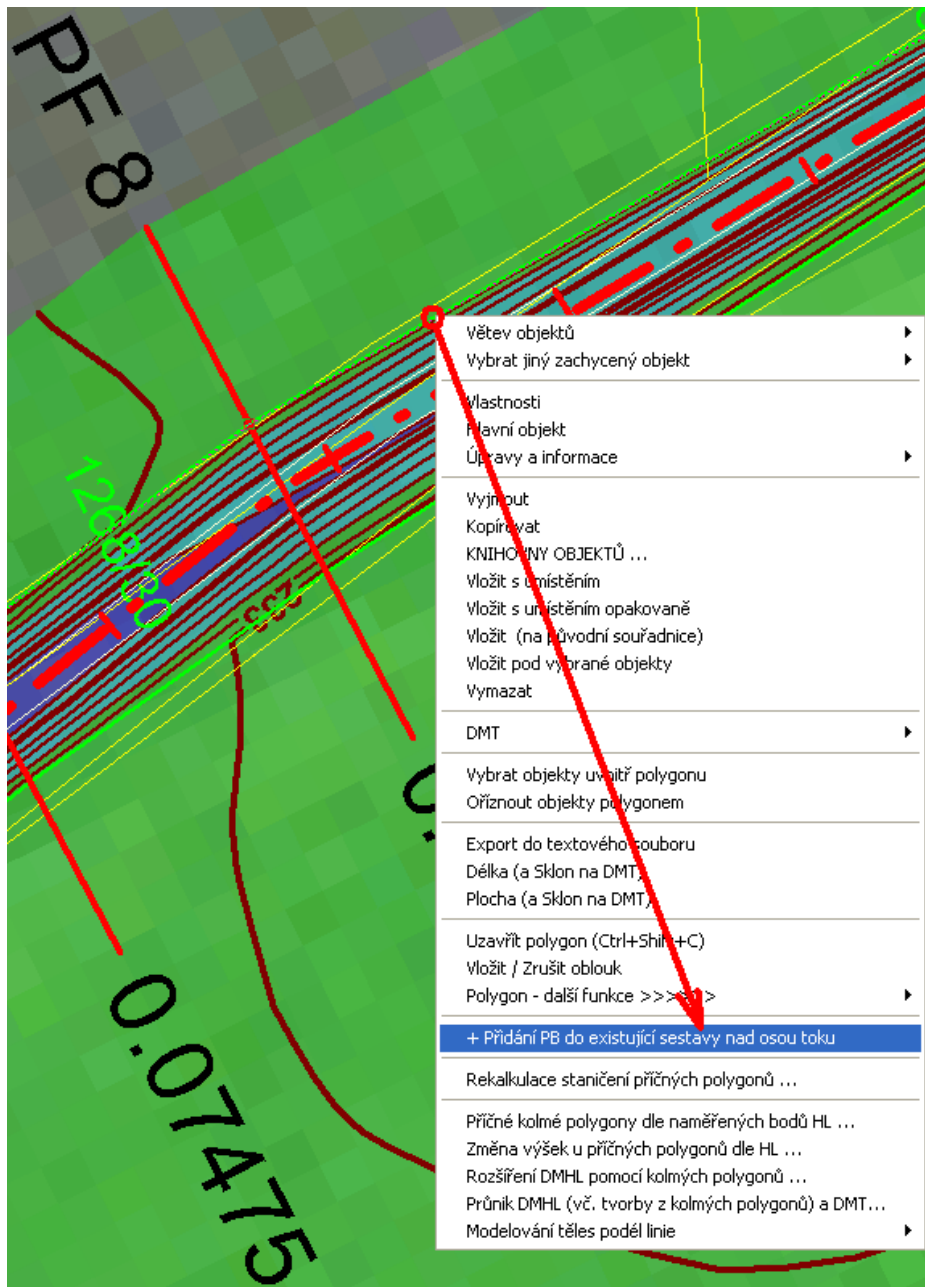 PF 8
Větev objektů
Vybrat jiný zachycený objekt
Vlastnosti
Hlavní objekt
Úpravy a informace
1268/30
Vyjmout
Kopírovat
KNIHOVNY OBJEKTŮ ...
Vložit s umístěním
Vložit s umístěním opakovaně
Vložit (na původní souřadnice)
Vložit pod vybrané objekty
Vymazat
233
DMT
0.
Vybrat objekty uvnitř polygonu
Oříznout objekty polygonem
Export do textového souboru
Délka (a Sklon na DMT)
Plocha (a Sklon na DMT)
Uzavřít polygon (Ctrl+Shift+C)
Vložit / Zrušit oblouk
Polygon - další funkce >>>>>>
+ Přidání PB do existující sestavy nad osou toku
Rekalkulace staničení příčných polygonů ...
0.07475
Příčné kolmé polygony dle naměřených bodů HL ...
Změna výšek u příčných polygonů dle HL ...
Rozšíření DMHL pomocí kolmých polygonů ...
Průnik DMHL (vč. tvorby z kolmých polygonů) a DMT...
Modelování těles podél linie